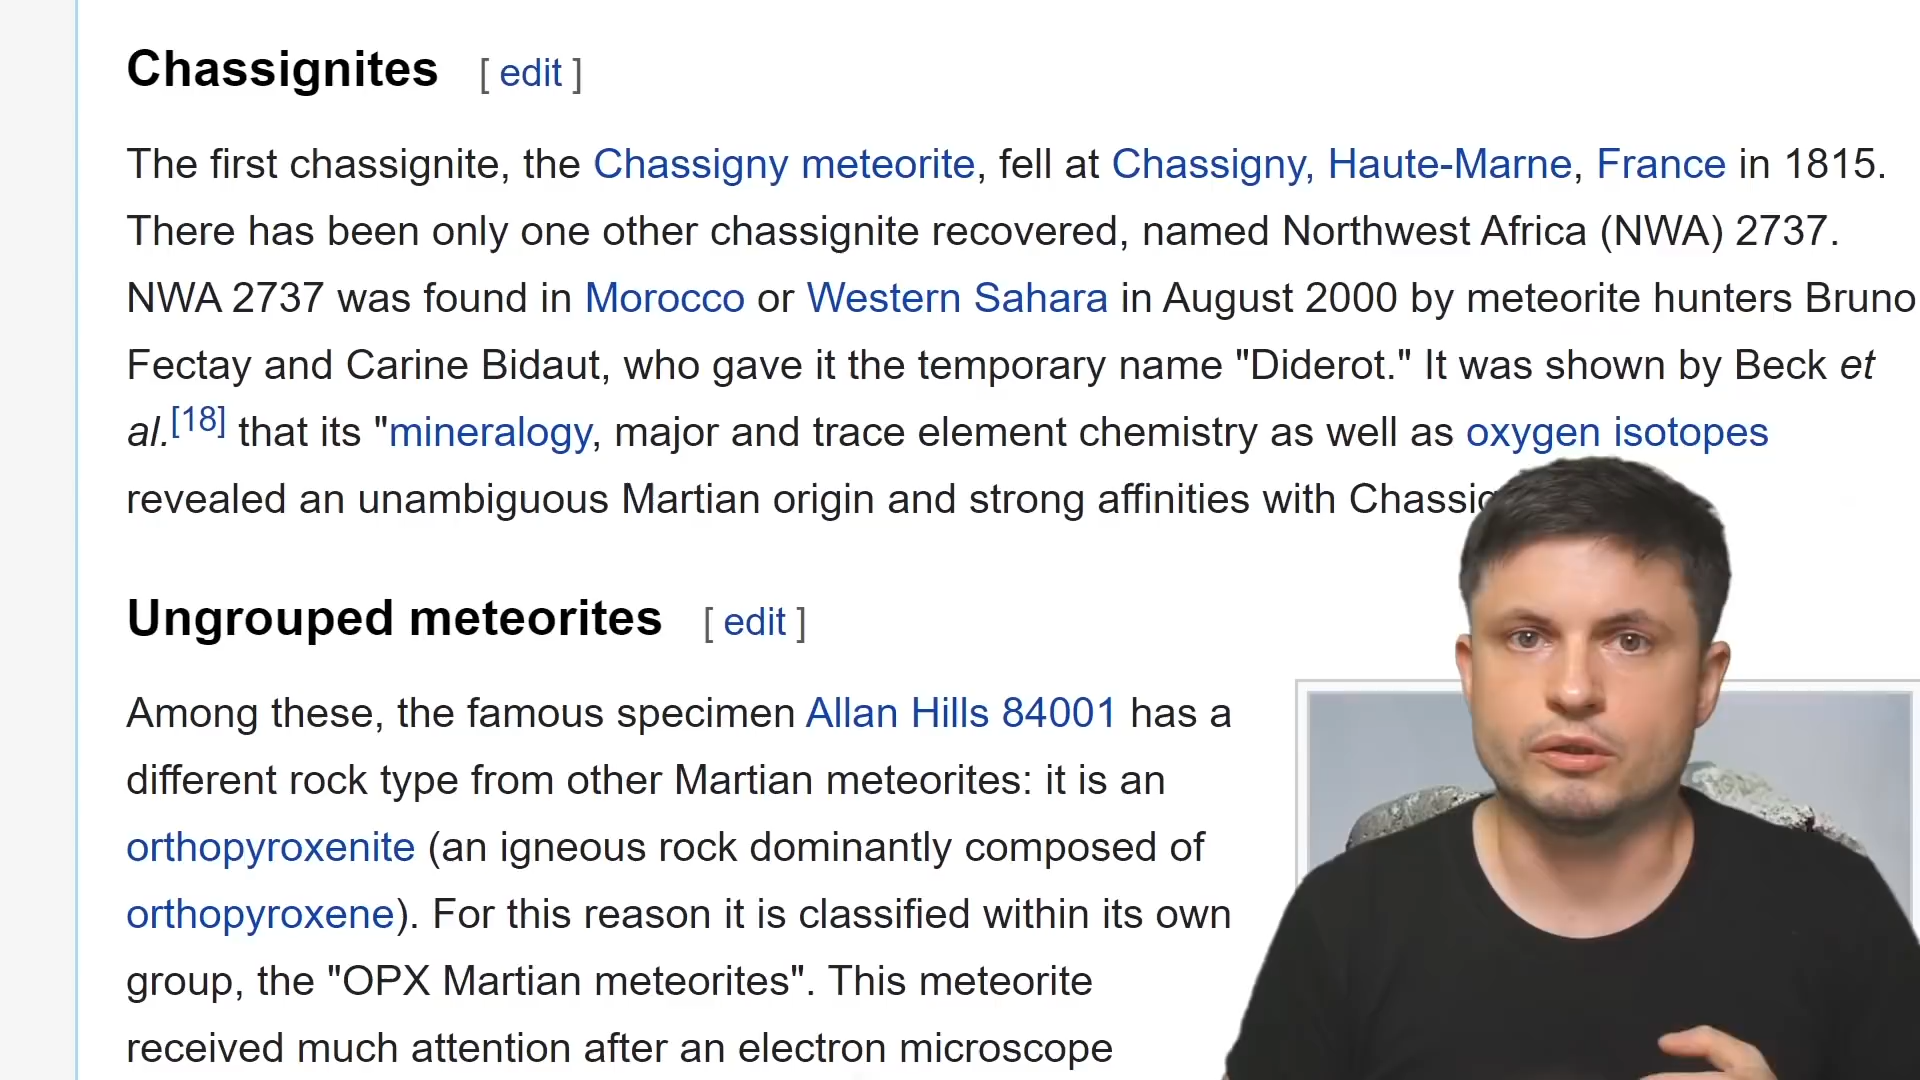 Chassignites [ edit ]
The first chassignite, the Chassigny meteorite, fell at Chassigny, Haute-Marne, France in 1815.
There has been only one other chassignite recovered, named Northwest Africa (NWA) 2737.
NWA 2737 was found in Morocco or Western Sahara in August 2000 by meteorite hunters Bruno
Fectay and Carine Bidaut, who gave it the temporary name "Diderot." It was shown by Beck et
al.[18] that its "mineralogy, major and trace element chemistry as well as oxygen isotopes
revealed an unambiguous Martian origin and strong affinities with
Ungrouped meteorites [ edit ]
Among these, the famous specimen Allan Hills 84001 has a
different rock type from other Martian meteorites: it is an
orthopyroxenite (an igneous rock dominantly composed of
orthopyroxene). For this reason it is classified within its own
group, the "OPX Martian meteorites". This meteorite
received much attention after an electron microscope